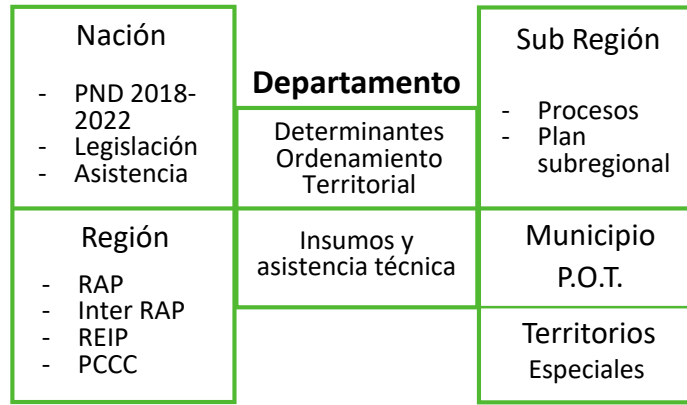 Nación
- PND 2018-
2022
- Legislación
- Asistencia
Región
- RAP
- Inter RAP
- REIP
- PCCC
Departamento
Determinantes
Ordenamiento
Territorial
Insumos y
asistencia técnica
Sub Región
- Procesos
- Plan
subregional
Municipio
P.O.T.
Territorios
Especiales